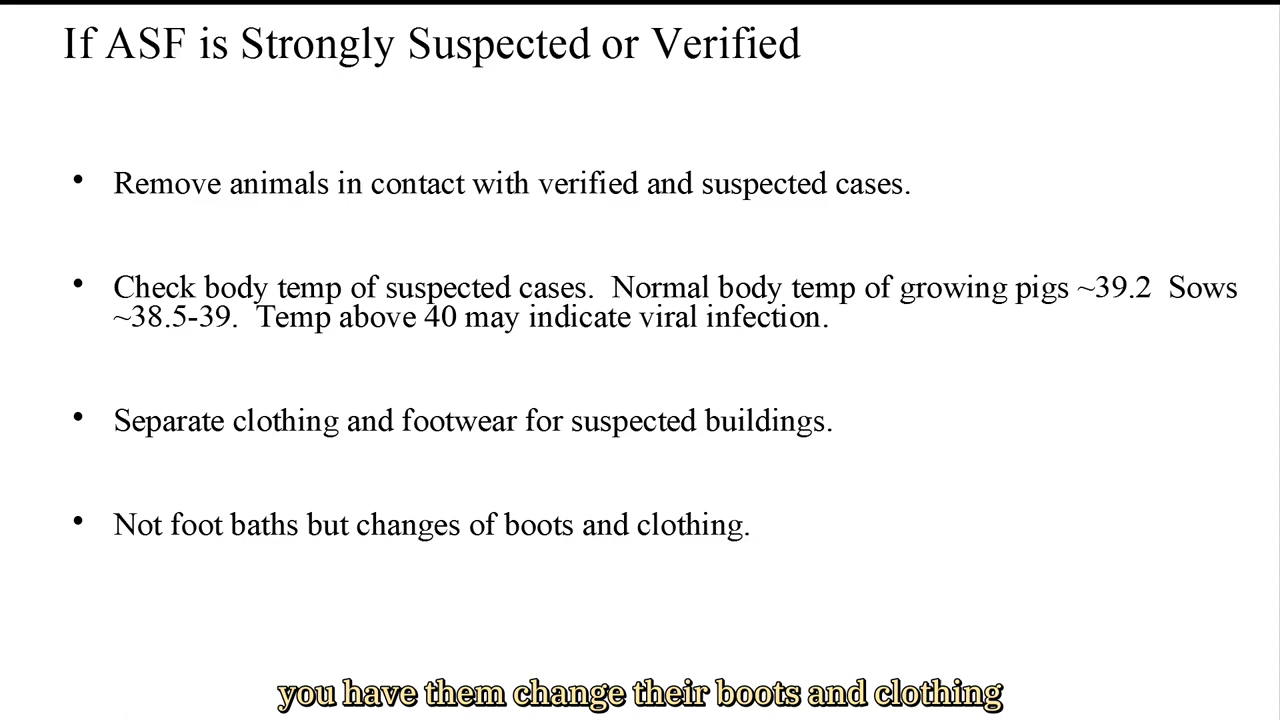 If ASF is Strongly Suspected or Verified
• Remove animals in contact with verified and suspected cases.
• Check body temp of suspected cases.  Normal body temp of growing pigs ~39.2  Sows
~38.5-39.  Temp above 40 may indicate viral infection.
• Separate clothing and footwear for suspected buildings.
• Not foot baths but changes of boots and clothing.
you have them change their boots and clothing